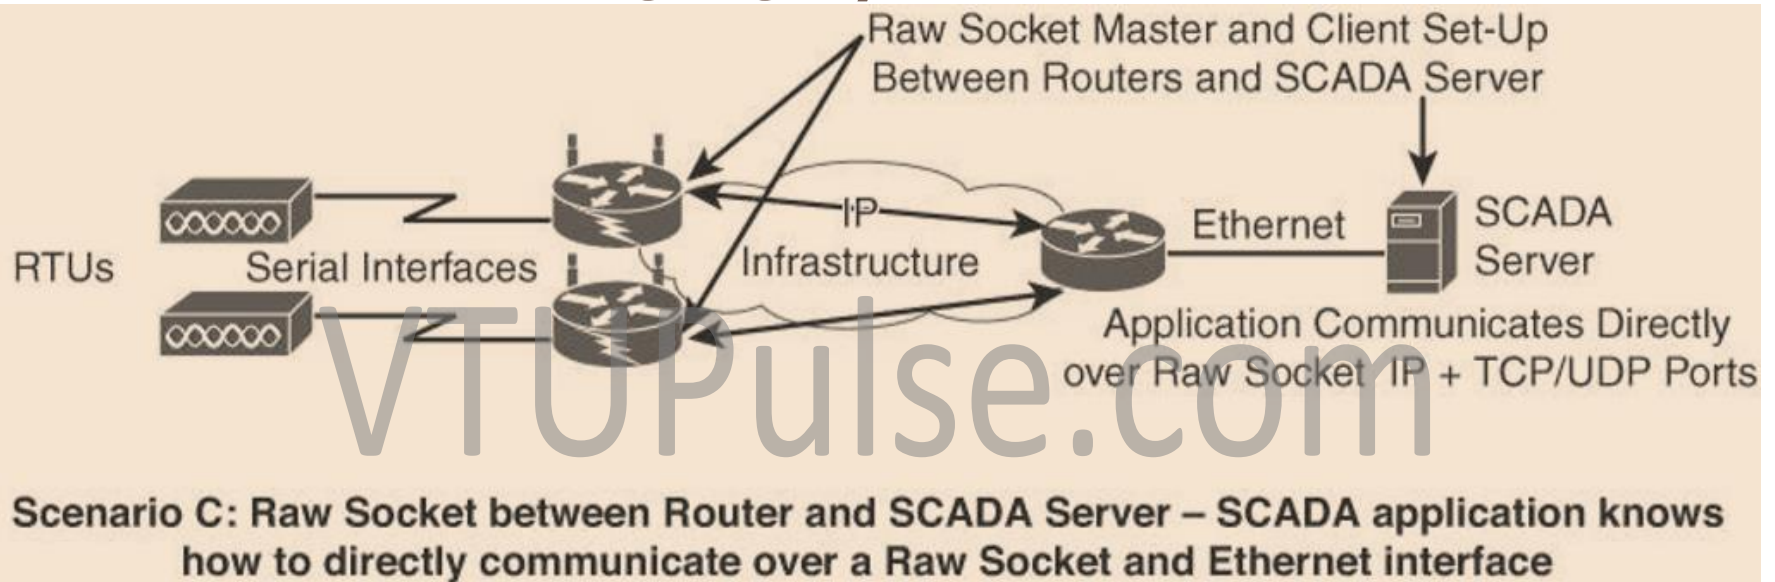 Raw Socket Master and Client Set-Up
Between Routers and SCADA Server
IP
Infrastructure
Ethernet
SCADA
Server
RTUs
Serial Interfaces
Application Communicates Directly
over Raw Socket IP + TCP/UDP Ports
VTUPulse.com
Scenario C: Raw Socket between Router and SCADA Server – SCADA application knows
how to directly communicate over a Raw Socket and Ethernet interface